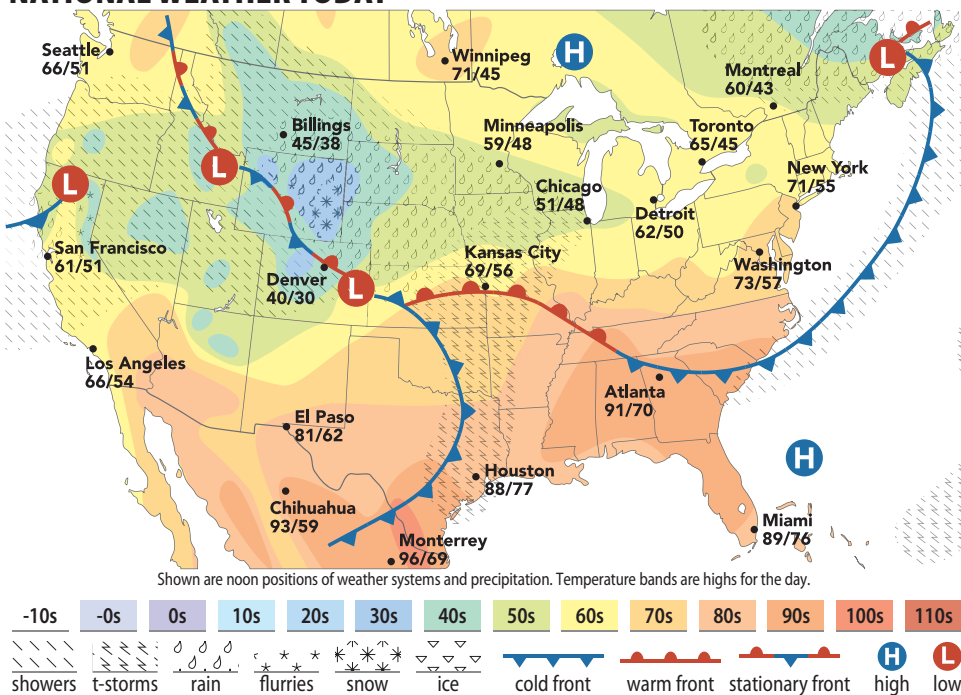 NATIONAL WEATHER TODAY
Seattle
66/51
Winnipeg
71/45
H
L
Montreal
60/43
Billings
45/38
Minneapolis
59/48
Toronto
65/45
L
L
Chicago
51/48
New York
71/55
Detroit
62/50
San Francisco
61/51
Kansas City
69/56
Washington
73/57
Denver
40/30
L
Los Angeles
66/54
Atlanta
91/70
El Paso
81/62
H
Houston
88/77
Chihuahua
93/59
Miami
89/76
Monterrey
96/69
Shown are noon positions of weather systems and precipitation. Temperature bands are highs for the day.
-10s -0s 0s 10s 20s 30s 40s 50s 60s 70s 80s 90s 100s 110s
H L
showers t-storms rain flurries snow ice cold front warm front stationary front high low